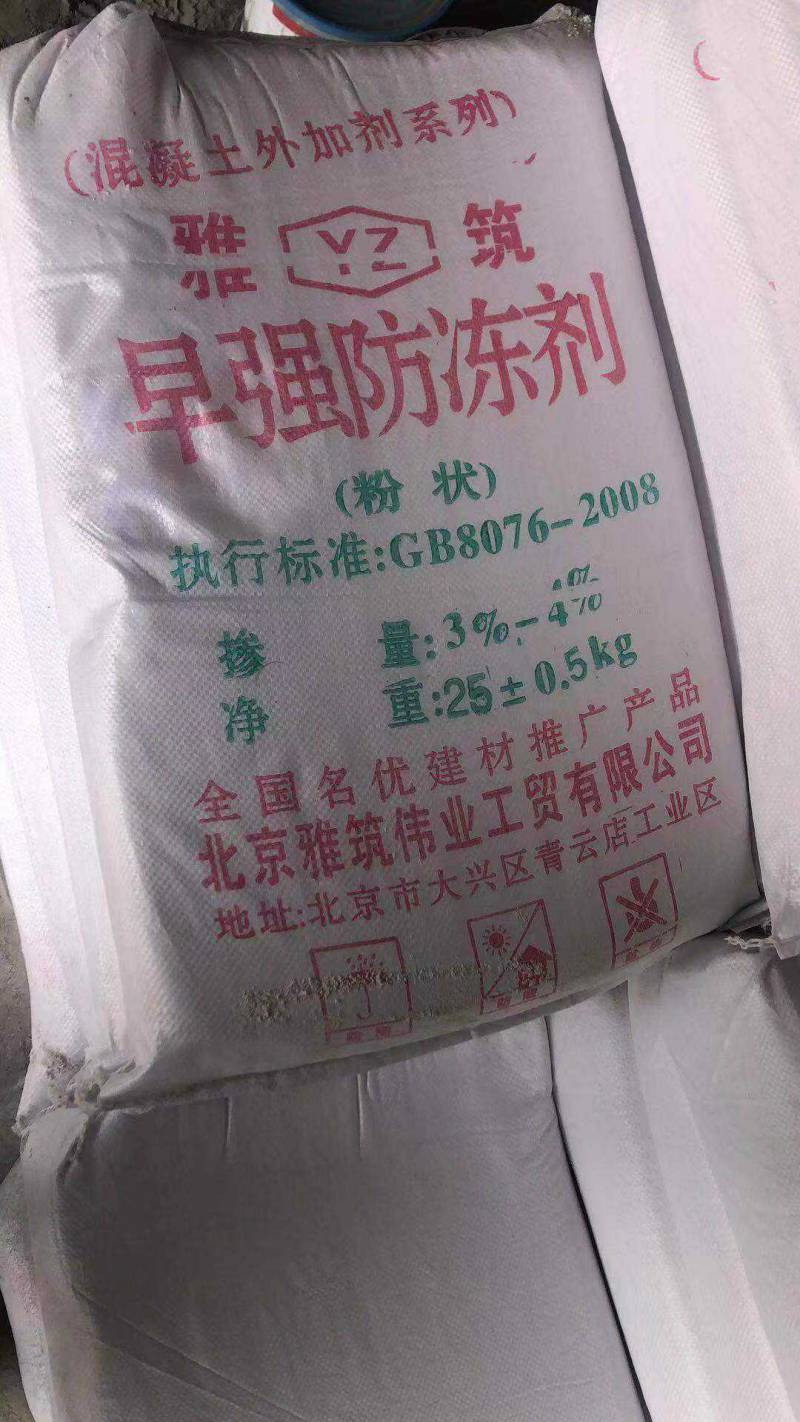 (混凝土外加剂系列)
雅 YZ 筑
早强防冻剂
(粉 状)
执行标准:GB8076-2008
掺 量:3%-4%
净 重:25±0.5kg
全国名优建材推广产品
北京雅筑伟业工贸有限公司
地址:北京市大兴区青云店工业区